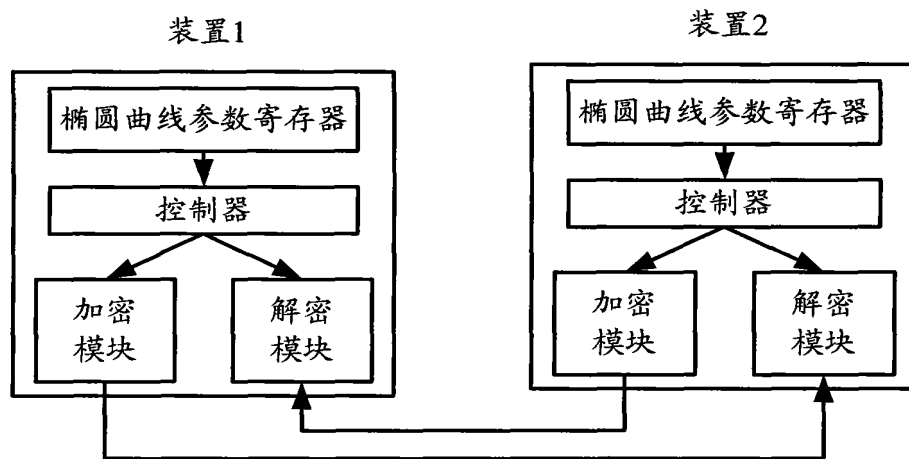 装置1
装置2
椭圆曲线参数寄存器
控制器
加密
模块
解密
模块
椭圆曲线参数寄存器
控制器
加密
模块
解密
模块